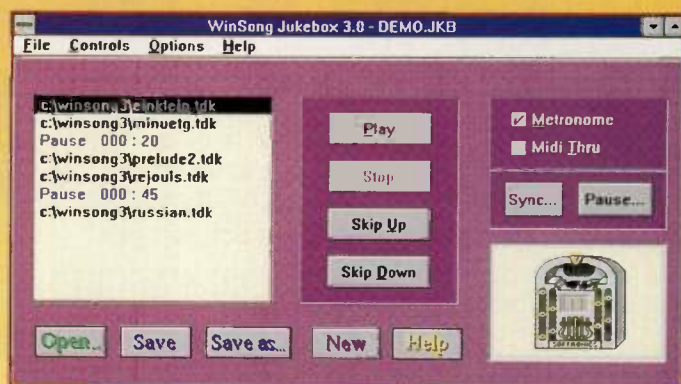 WinSong Jukebox 3.0 - DEMO.JKB
File Controls Options Help
c:\winsong3\einklein.tdk
c:\winsong3\minuetg.tdk
Pause 000 : 20
c:\winsong3\prelude2.tdk
c:\winsong3\rejouls.tdk
Pause 000 : 45
c:\winsong3\russian.tdk
Play
Stop
Skip Up
Skip Down
Metronome
Midi Thru
Sync...
Pause...
SOFTRONICS
Open..
Save
Save as...
New
Help